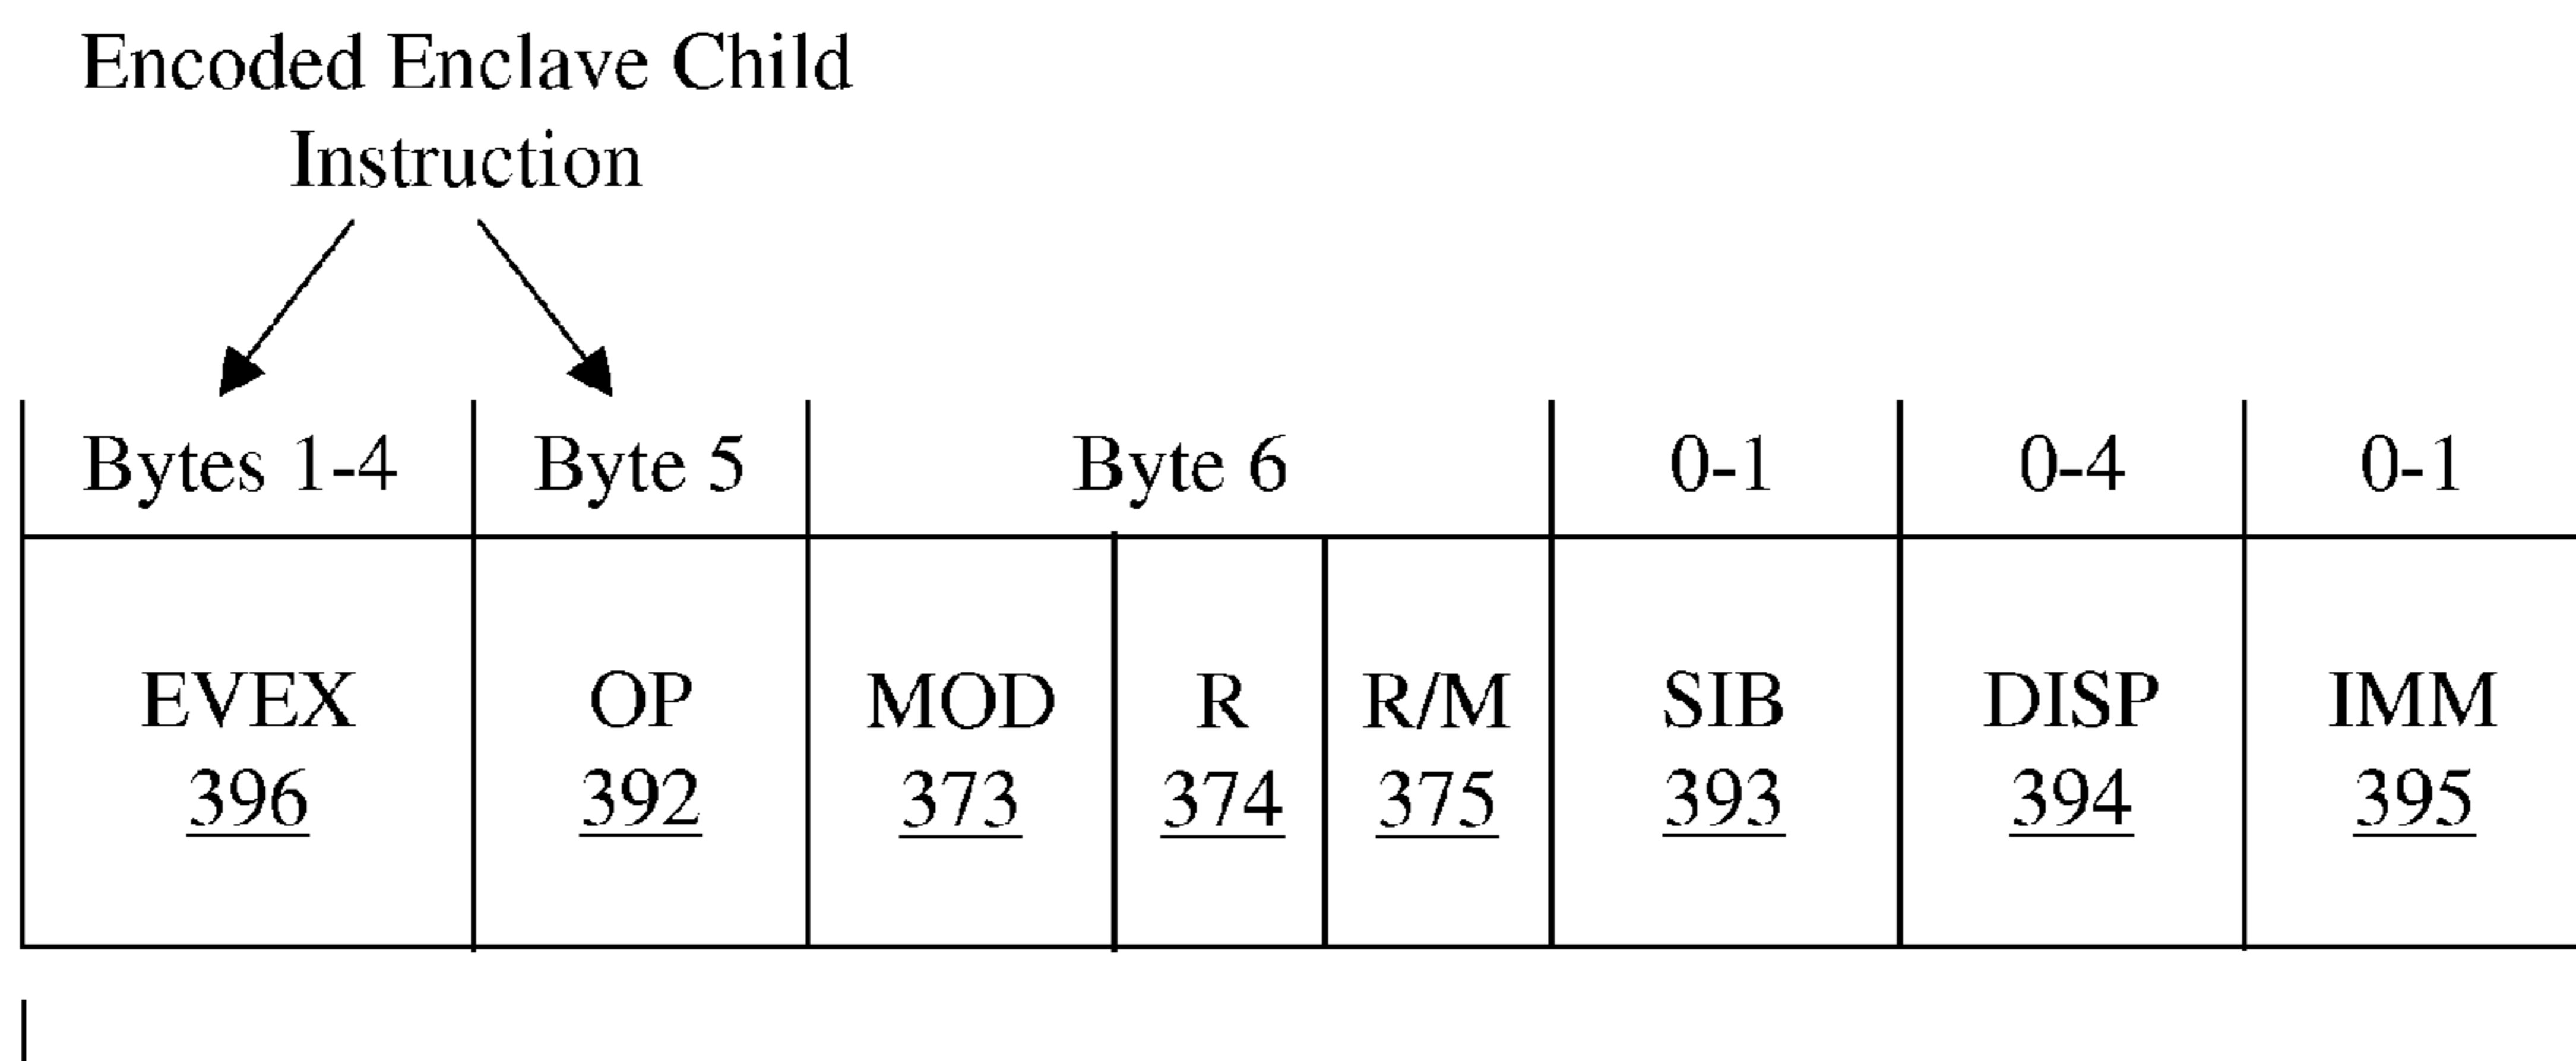 Encoded Enclave Child
Instruction
Bytes 1-4 Byte 5 Byte 6 0-1 0-4 0-1
EVEX OP MOD R R/M SIB DISP IMM
396 392 373 374 375 393 394 395